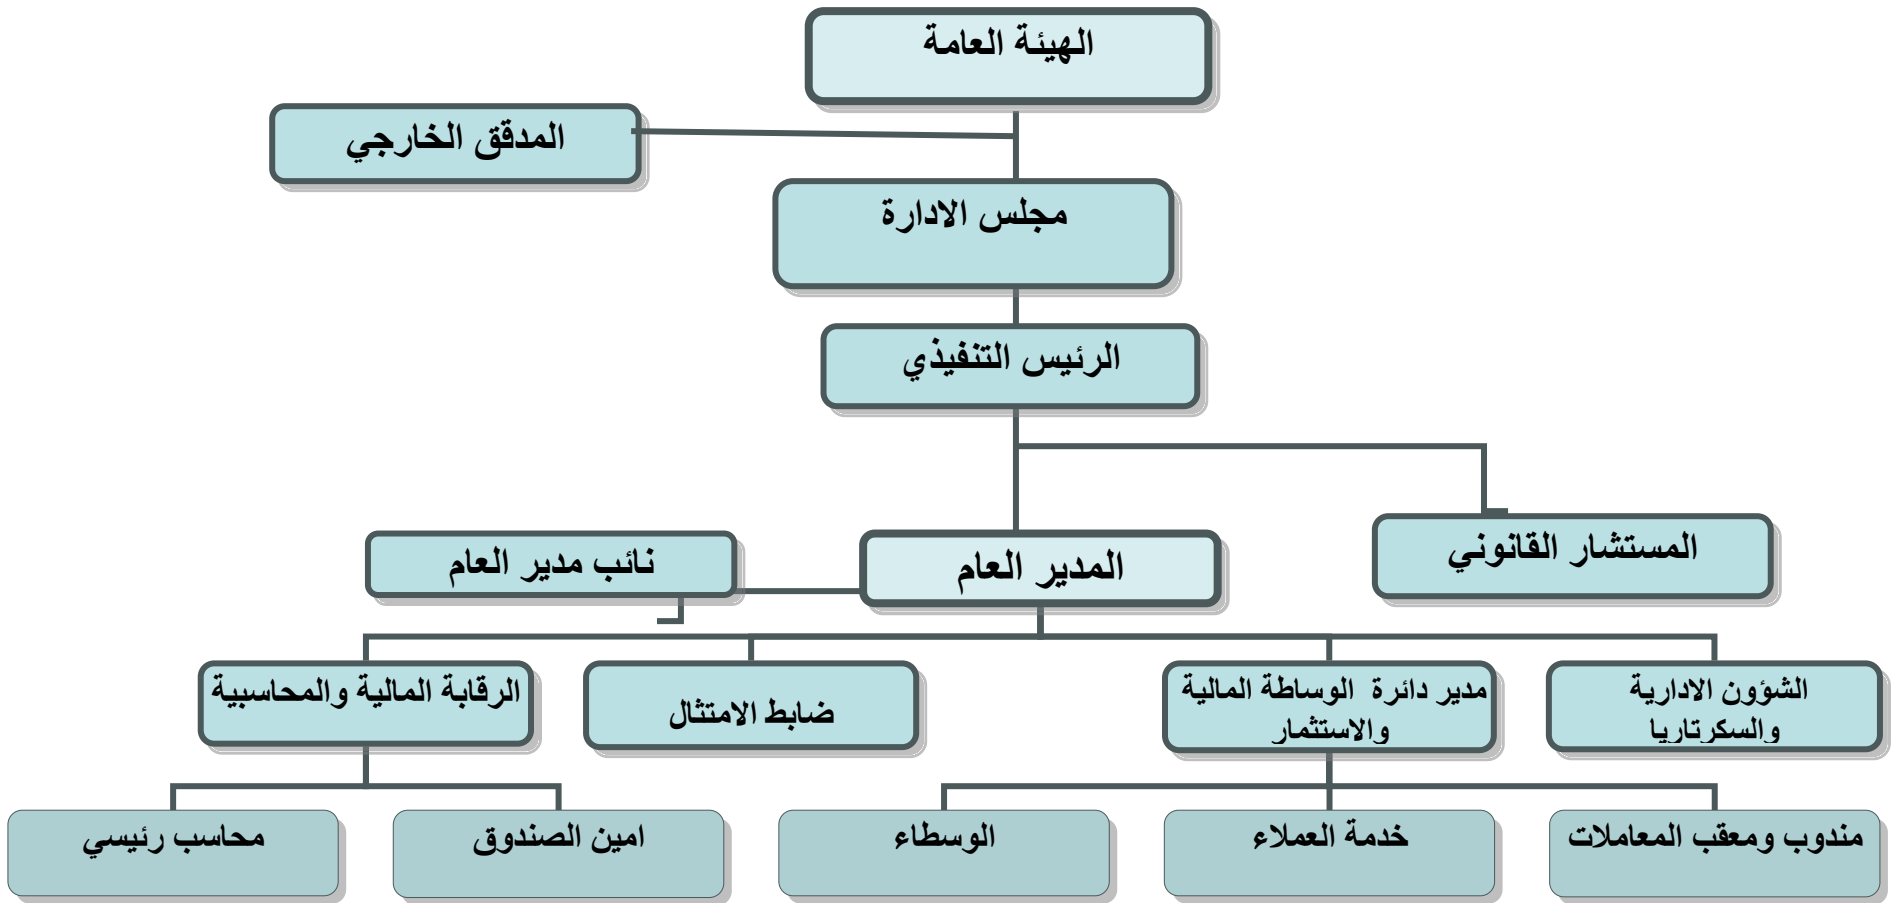 الهيئة العامة
المدقق الخارجي
مجلس الادارة
الرئيس التنفيذي
المستشار القانوني
المدير العام
نائب مدير العام
الشؤون الادارية
والسكرتاريا
مدير دائرة الوساطة المالية
والاستثمار
ضابط الامتثال
الرقابة المالية والمحاسبية
مندوب ومعقب المعاملات
خدمة العملاء
الوسطاء
امين الصندوق
محاسب رئيسي